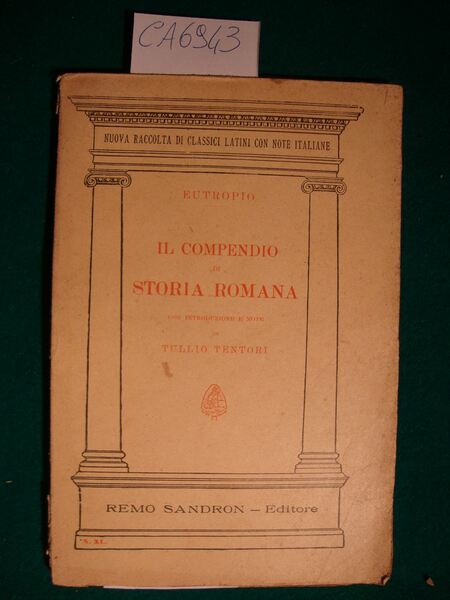 CA6943
NUOVA RACCOLTA DI CLASSICI LATINI CON NOTE ITALIANE
EUTROPIO
IL COMPENDIO
DI
STORIA ROMANA
CON INTRODUZIONE E NOTE
DI
TULLIO TENTORI
REMO SANDRON — Editore